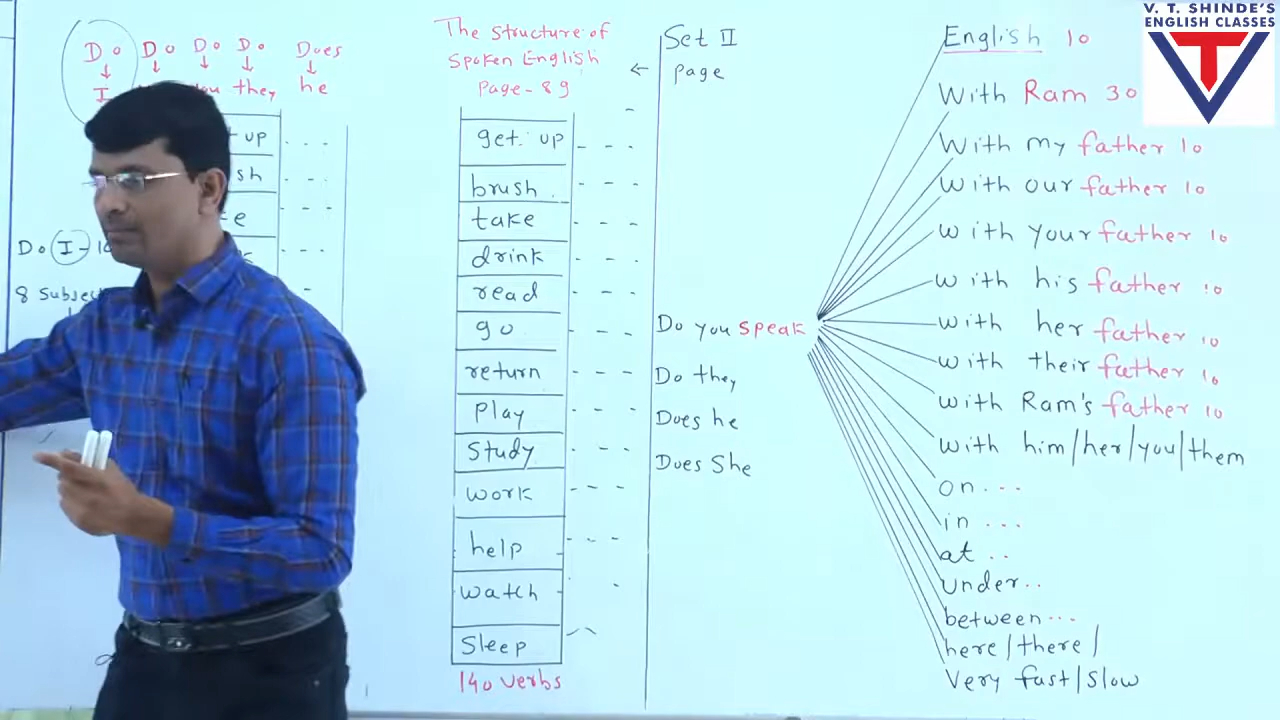 V. T. SHINDE'S
ENGLISH CLASSES
Do Do Do Do Does
I you they he
up
sh
e
Do I - 10
8 Subject
The structure of
Spoken English
Page - 89
get up
brush
take
drink
read
go
return
Play
Study
work
help
watch
Sleep
140 verbs
Set II
page
Do you speak
Do they
Does he
Does She
English 10
With Ram 30
With my father 10
With our father 10
With your father 10
with his father 10
with her father 10
with their father 10
with Ram's father 10
with him/her/you/them
on...
in ...
at ..
under..
between...
here/there/
Very fast/slow